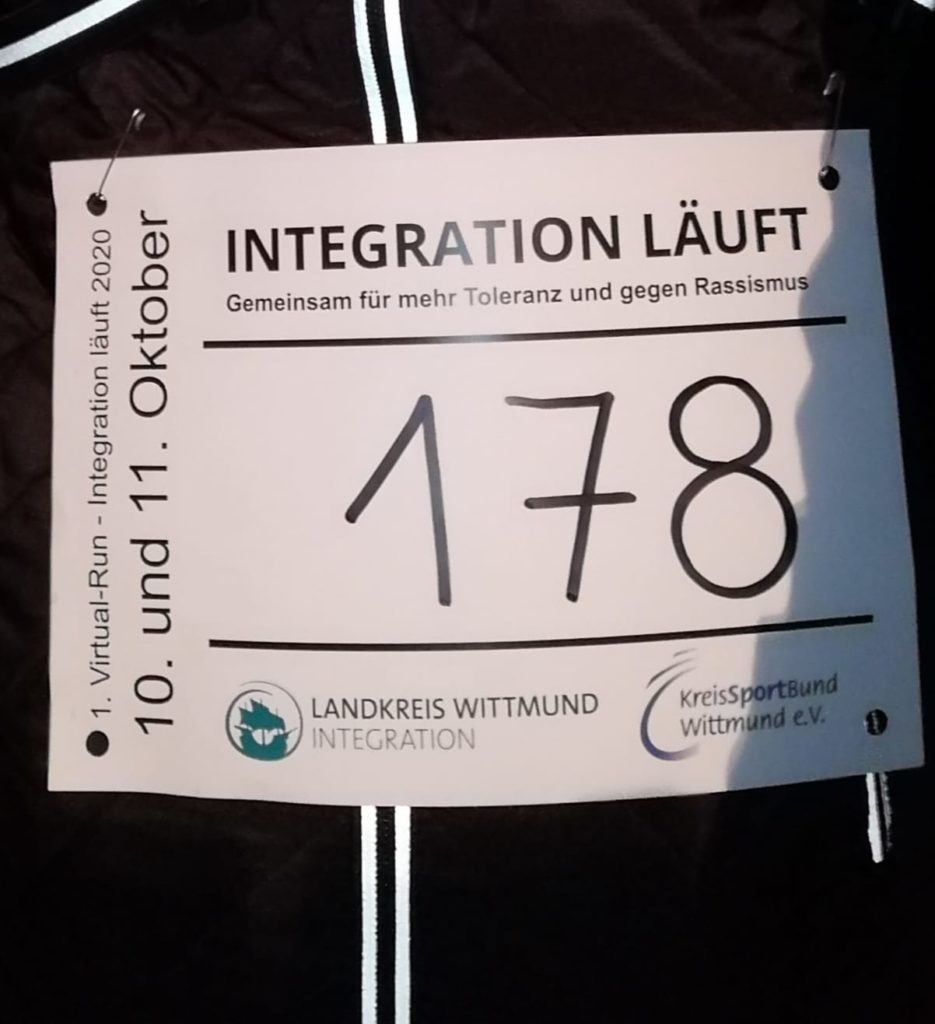 INTEGRATION LÄUFT
Gemeinsam für mehr Toleranz und gegen Rassismus
178
LANDKREIS WITTMUND
INTEGRATION
KreisSportBund
Wittmund e.V.
1. Virtual-Run - Integration läuft 2020
10. und 11. Oktober